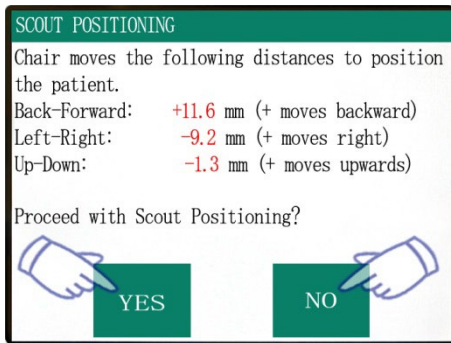 SCOUT POSITIONING
Chair moves the following distances to position
the patient.
Back-Forward: +11.6 mm (+ moves backward)
Left-Right: -9.2 mm (+ moves right)
Up-Down: -1.3 mm (+ moves upwards)
Proceed with Scout Positioning?
YES NO